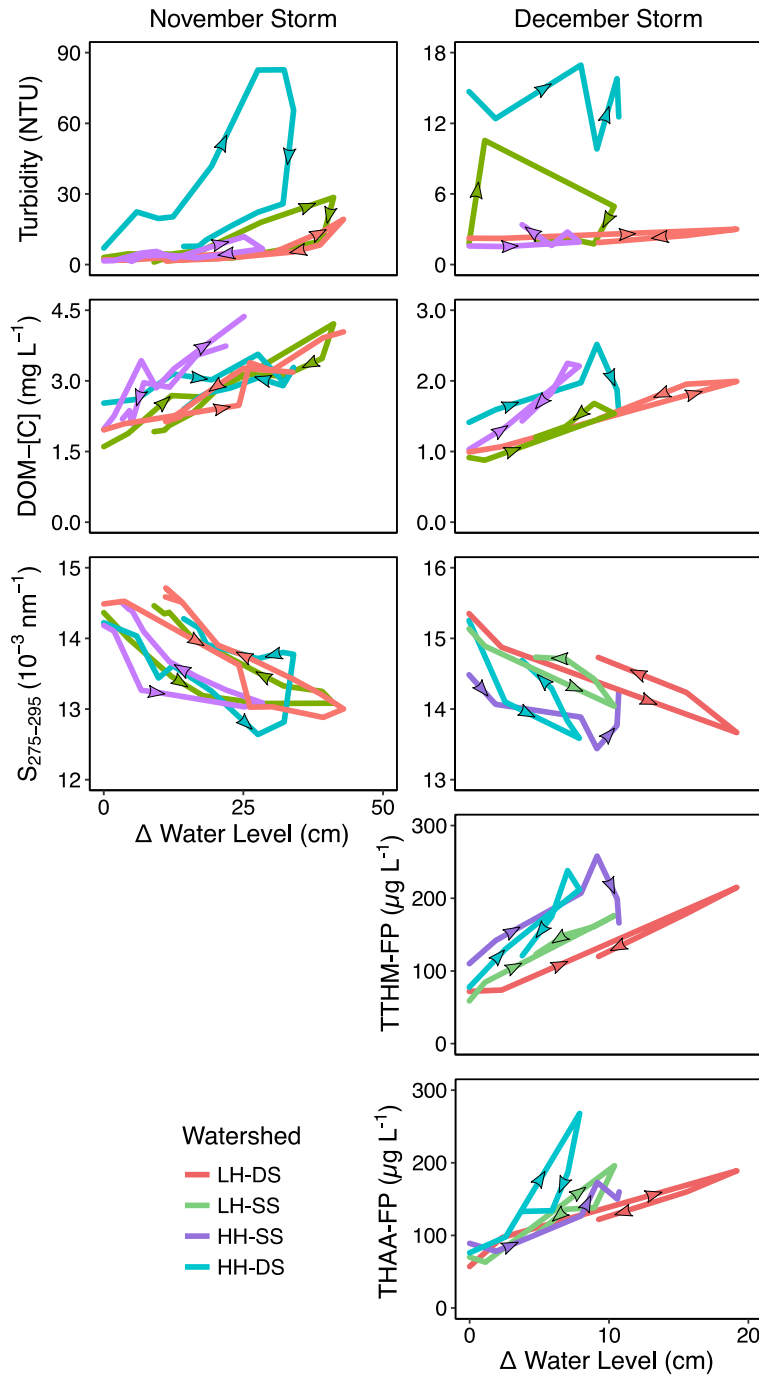 November Storm
December Storm
Turbidity (NTU)
90
60
30
0
18
12
6
0
DOM−[C] (mg L⁻¹)
4.5
3.0
1.5
0.0
3.0
2.0
1.0
0.0
S₂₇₅₋₂₉₅ (10⁻³ nm⁻¹)
15
14
13
12
16
15
14
13
0
25
50
Δ Water Level (cm)
TTHM-FP (µg L⁻¹)
300
200
100
0
THAA-FP (µg L⁻¹)
300
200
100
0
0
10
20
Δ Water Level (cm)
Watershed
LH-DS
LH-SS
HH-SS
HH-DS